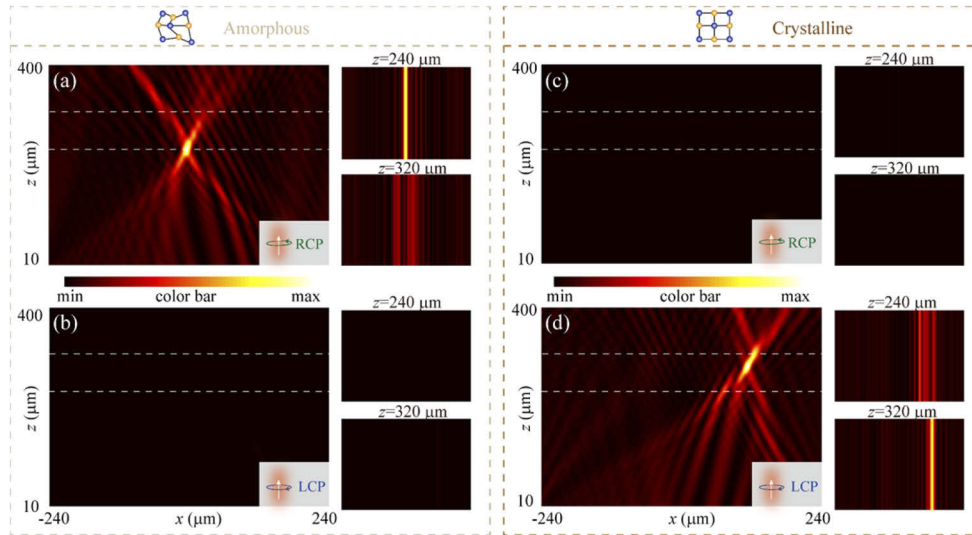 Amorphous
Crystalline
400
(a)
z=240 μm
z (μm)
z=320 μm
RCP
10
(c)
400
z=240 μm
z (μm)
z=320 μm
RCP
10
min color bar max
min color bar max
400
(b)
z=240 μm
z (μm)
z=320 μm
LCP
10
-240 x (μm) 240
400
(d)
z=240 μm
z (μm)
z=320 μm
LCP
10
-240 x (μm) 240